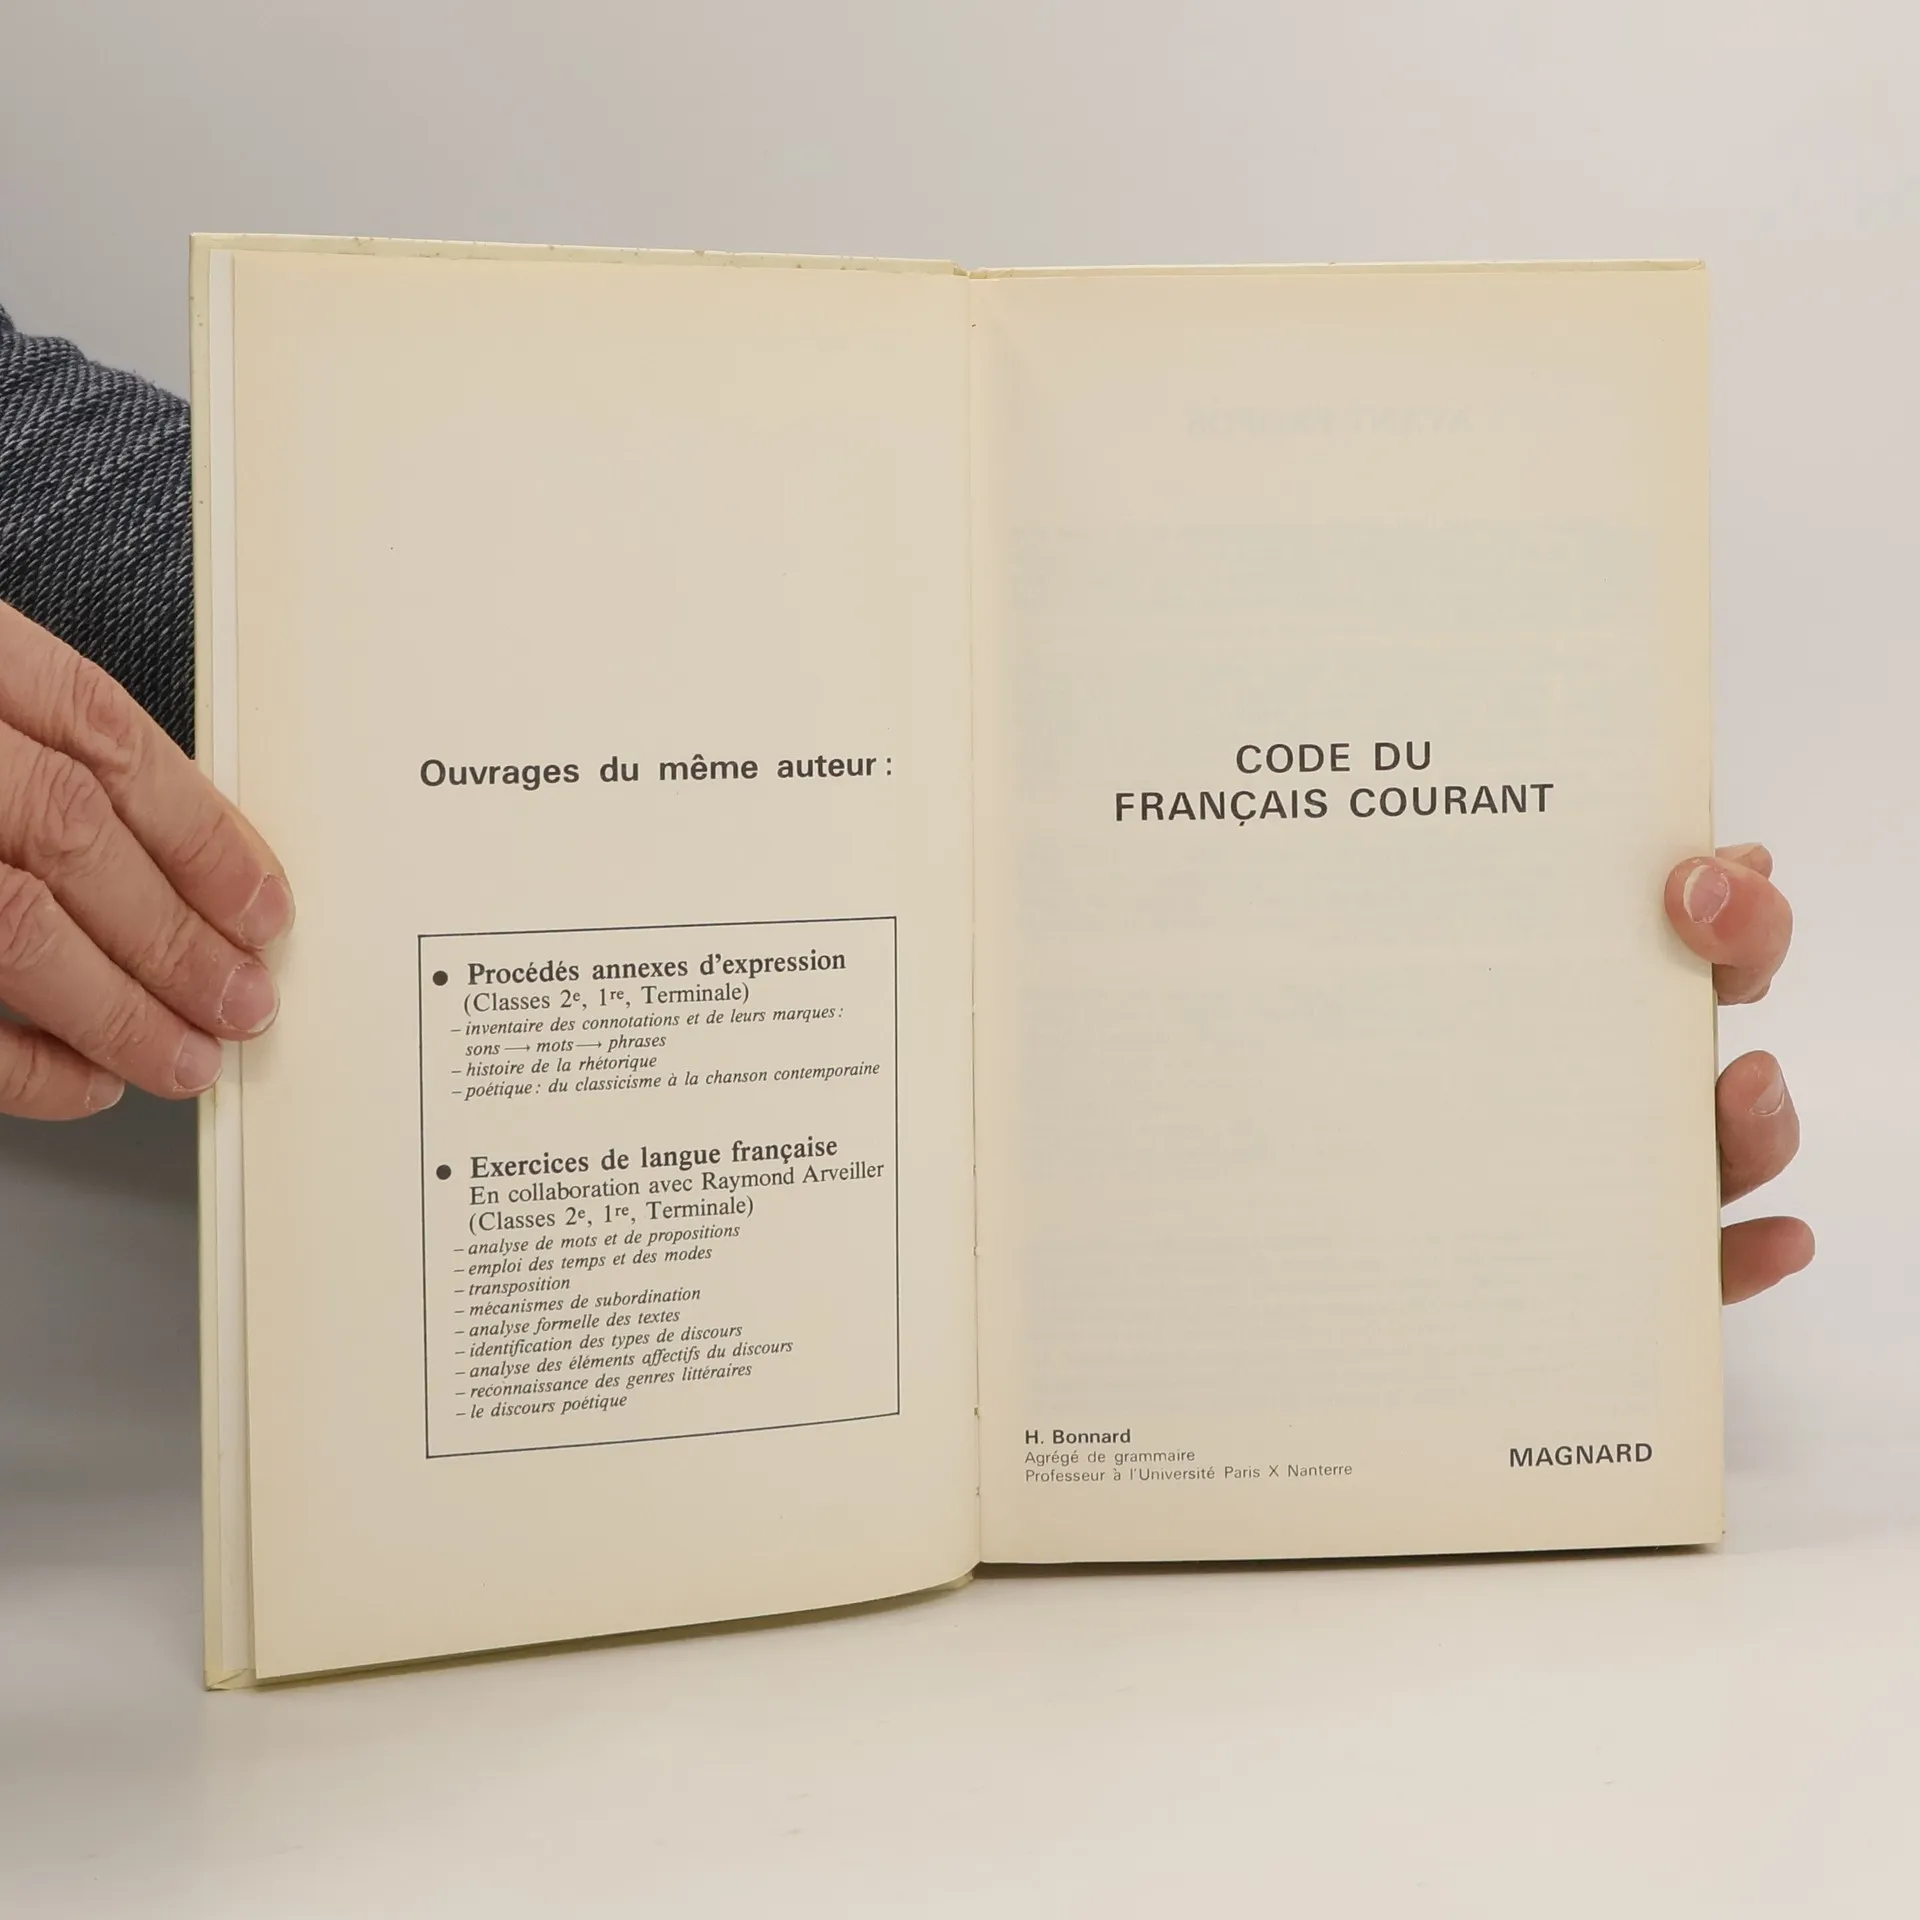 Ouvrages du même auteur :
● Procédés annexes d'expression
(Classes 2e, 1re, Terminale)
– inventaire des connotations et de leurs marques :
sons → mots → phrases
– histoire de la rhétorique
– poétique : du classicisme à la chanson contemporaine
● Exercices de langue française
En collaboration avec Raymond Arveiller
(Classes 2e, 1re, Terminale)
– analyse de mots et de propositions
– emploi des temps et des modes
– transposition
– mécanismes de subordination
– analyse formelle des textes
– identification des types de discours
– analyse des éléments affectifs du discours
– reconnaissance des genres littéraires
– le discours poétique
CODE DU
FRANÇAIS COURANT
H. Bonnard
Agrégé de grammaire
Professeur à l'Université Paris X Nanterre
MAGNARD